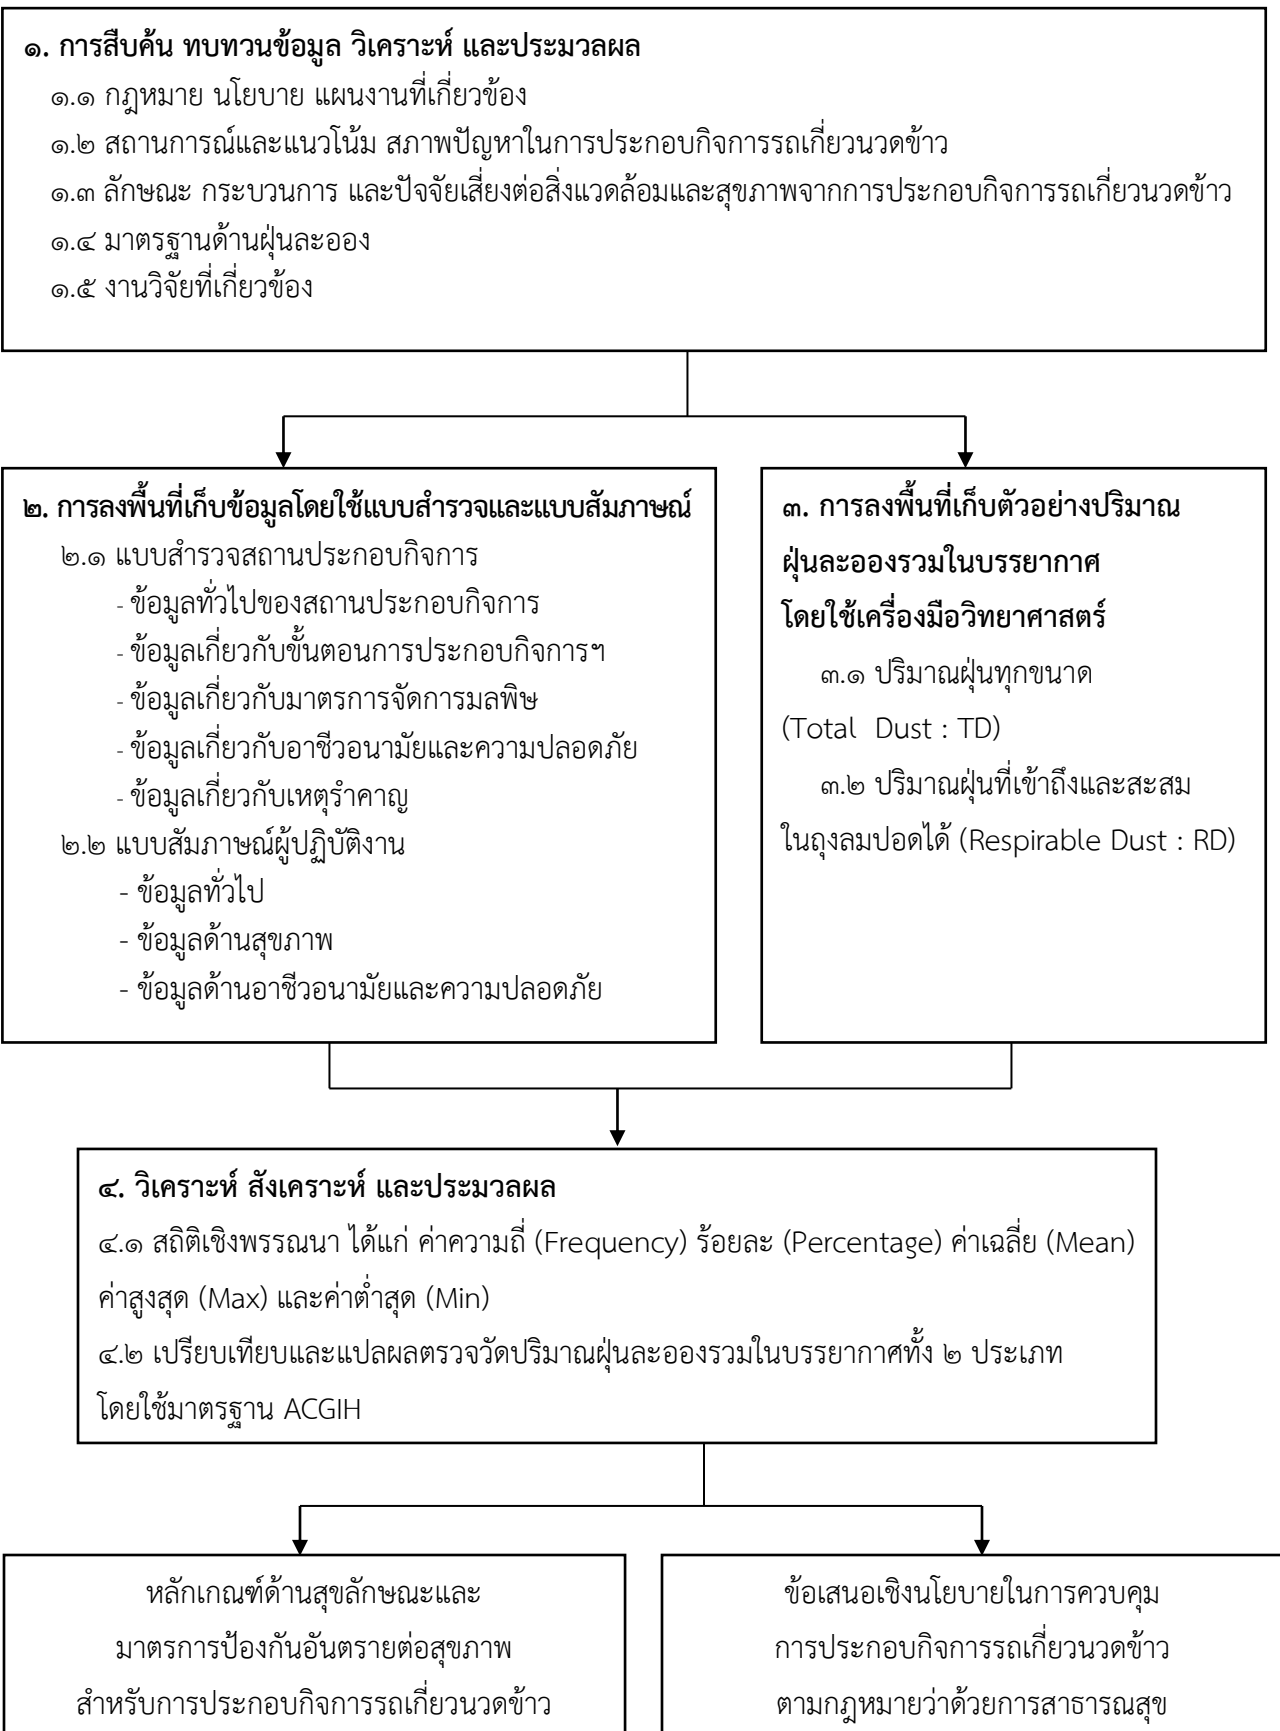 ๑. การสืบค้น ทบทวนข้อมูล วิเคราะห์ และประมวลผล
๑.๑ กฎหมาย นโยบาย แผนงานที่เกี่ยวข้อง
๑.๒ สถานการณ์และแนวโน้ม สภาพปัญหาในการประกอบกิจการรถเกี่ยวนวดข้าว
๑.๓ ลักษณะ กระบวนการ และปัจจัยเสี่ยงต่อสิ่งแวดล้อมและสุขภาพจากการประกอบกิจการรถเกี่ยวนวดข้าว
๑.๔ มาตรฐานด้านฝุ่นละออง
๑.๕ งานวิจัยที่เกี่ยวข้อง
๒. การลงพื้นที่เก็บข้อมูลโดยใช้แบบสำรวจและแบบสัมภาษณ์
๒.๑ แบบสำรวจสถานประกอบกิจการ
- ข้อมูลทั่วไปของสถานประกอบกิจการ
- ข้อมูลเกี่ยวกับขั้นตอนการประกอบกิจการฯ
- ข้อมูลเกี่ยวกับมาตรการจัดการมลพิษ
- ข้อมูลเกี่ยวกับอาชีวอนามัยและความปลอดภัย
- ข้อมูลเกี่ยวกับเหตุรำคาญ
๒.๒ แบบสัมภาษณ์ผู้ปฏิบัติงาน
- ข้อมูลทั่วไป
- ข้อมูลด้านสุขภาพ
- ข้อมูลด้านอาชีวอนามัยและความปลอดภัย
๓. การลงพื้นที่เก็บตัวอย่างปริมาณ
ฝุ่นละอองรวมในบรรยากาศ
โดยใช้เครื่องมือวิทยาศาสตร์
๓.๑ ปริมาณฝุ่นทุกขนาด
(Total Dust : TD)
๓.๒ ปริมาณฝุ่นที่เข้าถึงและสะสม
ในถุงลมปอดได้ (Respirable Dust : RD)
๔. วิเคราะห์ สังเคราะห์ และประมวลผล
๔.๑ สถิติเชิงพรรณนา ได้แก่ ค่าความถี่ (Frequency) ร้อยละ (Percentage) ค่าเฉลี่ย (Mean)
ค่าสูงสุด (Max) และค่าต่ำสุด (Min)
๔.๒ เปรียบเทียบและแปลผลตรวจวัดปริมาณฝุ่นละอองรวมในบรรยากาศทั้ง ๒ ประเภท
โดยใช้มาตรฐาน ACGIH
หลักเกณฑ์ด้านสุขลักษณะและ
มาตรการป้องกันอันตรายต่อสุขภาพ
สำหรับการประกอบกิจการรถเกี่ยวนวดข้าว
ข้อเสนอเชิงนโยบายในการควบคุม
การประกอบกิจการรถเกี่ยวนวดข้าว
ตามกฎหมายว่าด้วยการสาธารณสุข